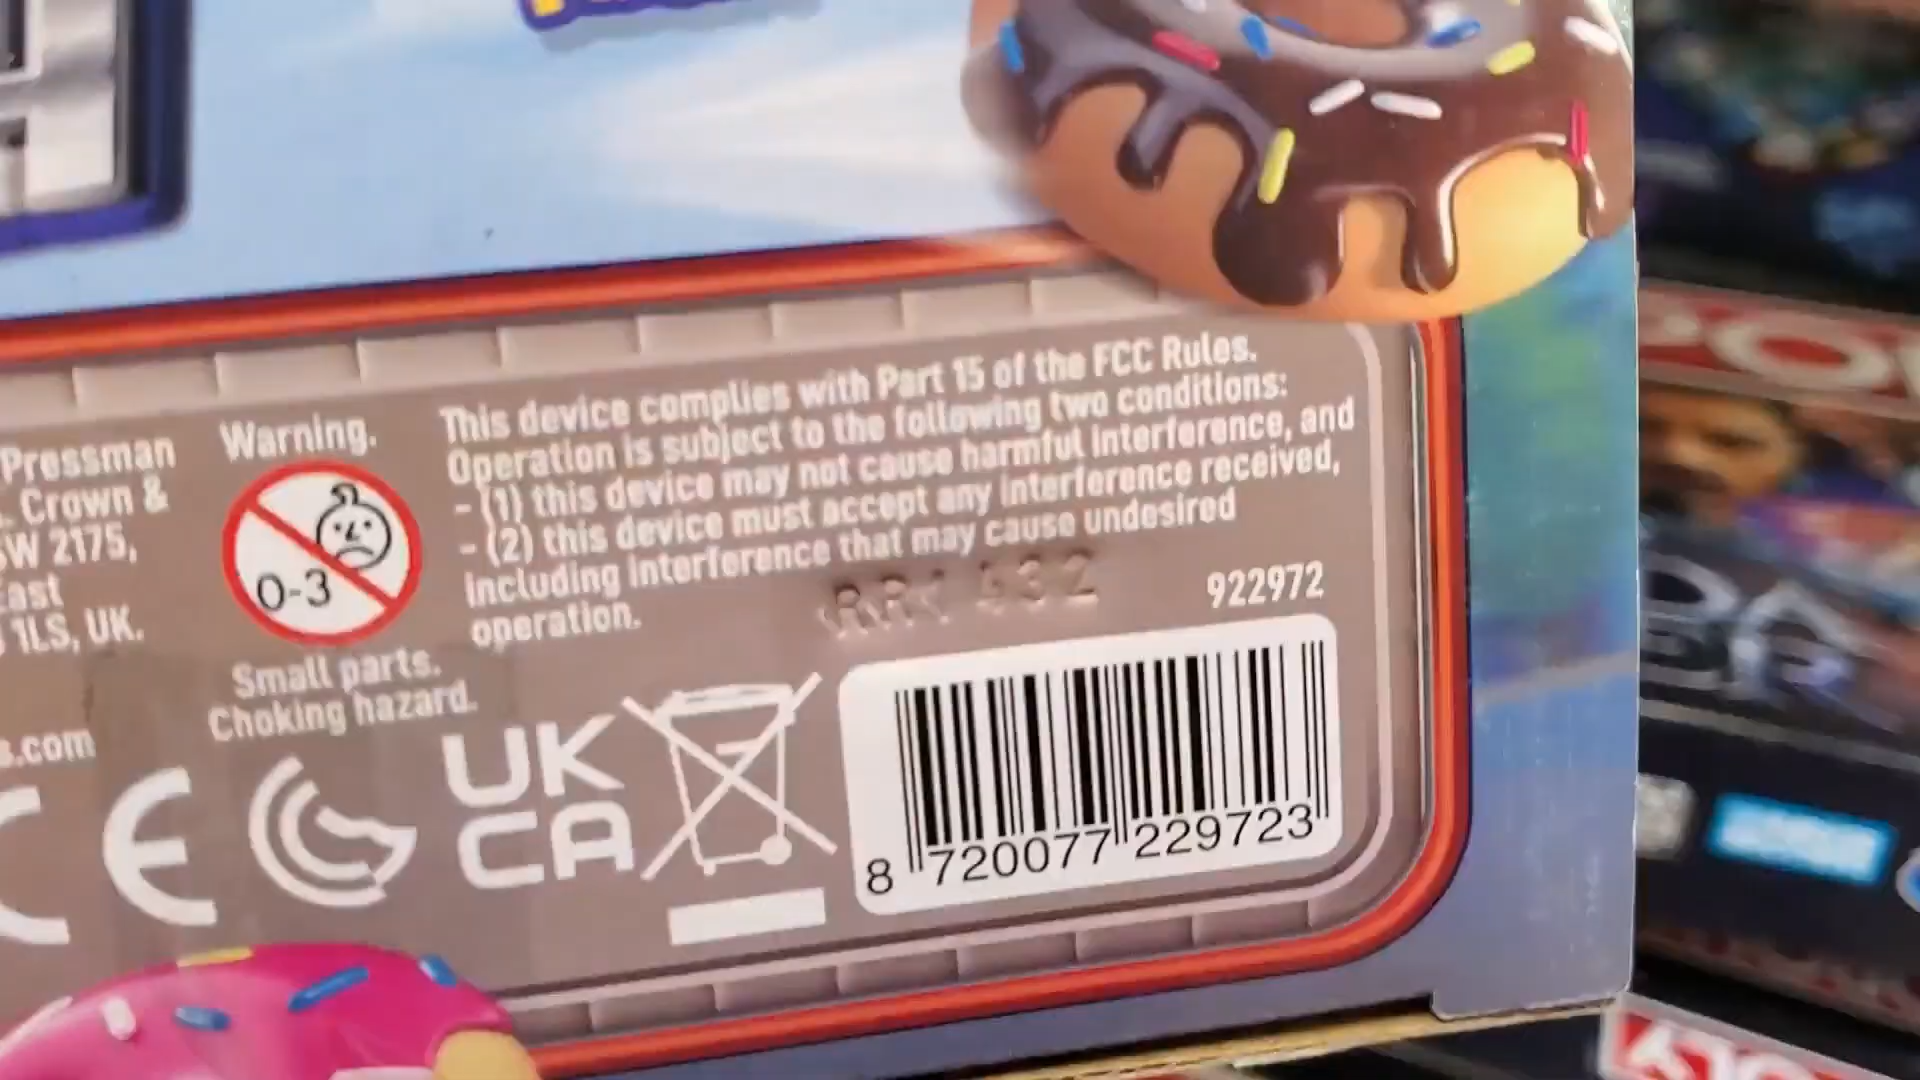 Pressman
Crown &
W 2175,
East
1LS, UK.
s.com
Warning.
0-3
Small parts.
Choking hazard.
This device complies with Part 15 of the FCC Rules.
Operation is subject to the following two conditions:
- (1) this device may not cause harmful interference, and
- (2) this device must accept any interference received,
including interference that may cause undesired
operation.
922972
CE
UK
CA
8 720077 229723